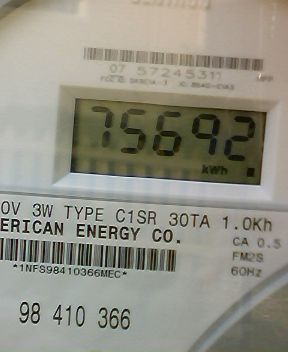 07 57245311
75692
kWh
0V 3W TYPE C1SR 30TA 1.0Kh
ERICAN ENERGY CO.
CA 0.5
FM2S
60Hz
*1NFS98410366MEC*
98 410 366